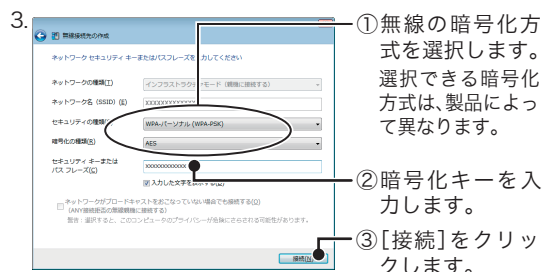 3.
無線接続先の作成
ネットワーク セキュリティ キーまたはパスフレーズを入力してください
ネットワークの種類(T)
インフラストラクチャモード (親機に接続する)
ネットワーク名 (SSID) (E)
xxxxxxxxxxxxx
セキュリティの種類
WPA-パーソナル (WPA-PSK)
暗号化の種類(R)
AES
セキュリティ キーまたは
パス フレーズ(C)
xxxxxxxxxxxx
入力した文字を表示する
ネットワークがブロードキャストをおこなっていない場合でも接続する(O)
(ANY接続拒否の無線親機に接続する)
警告：選択すると、このコンピュータのプライバシーが危険にさらされる可能性があります。
接続(N)
①無線の暗号化方
式を選択します。
選択できる暗号化
方式は、製品によっ
て異なります。
②暗号化キーを入
力します。
③[接続]をクリッ
クします。